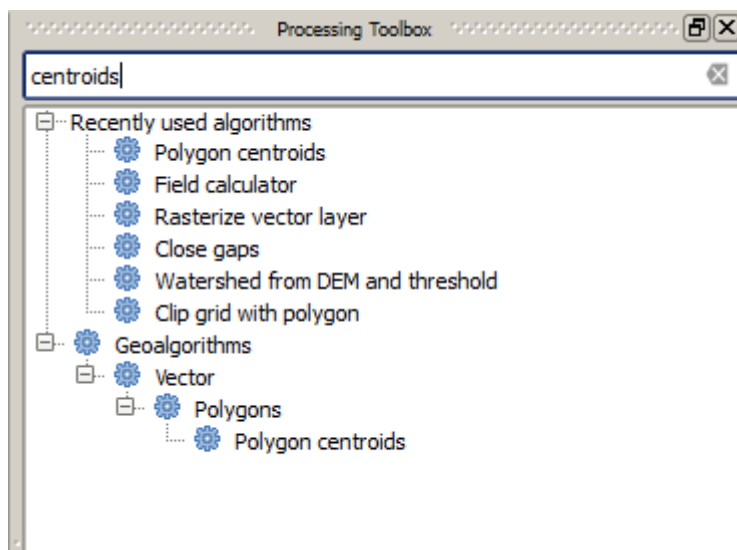 Processing Toolbox
centroids
Recently used algorithms
Polygon centroids
Field calculator
Rasterize vector layer
Close gaps
Watershed from DEM and threshold
Clip grid with polygon
Geoalgorithms
Vector
Polygons
Polygon centroids